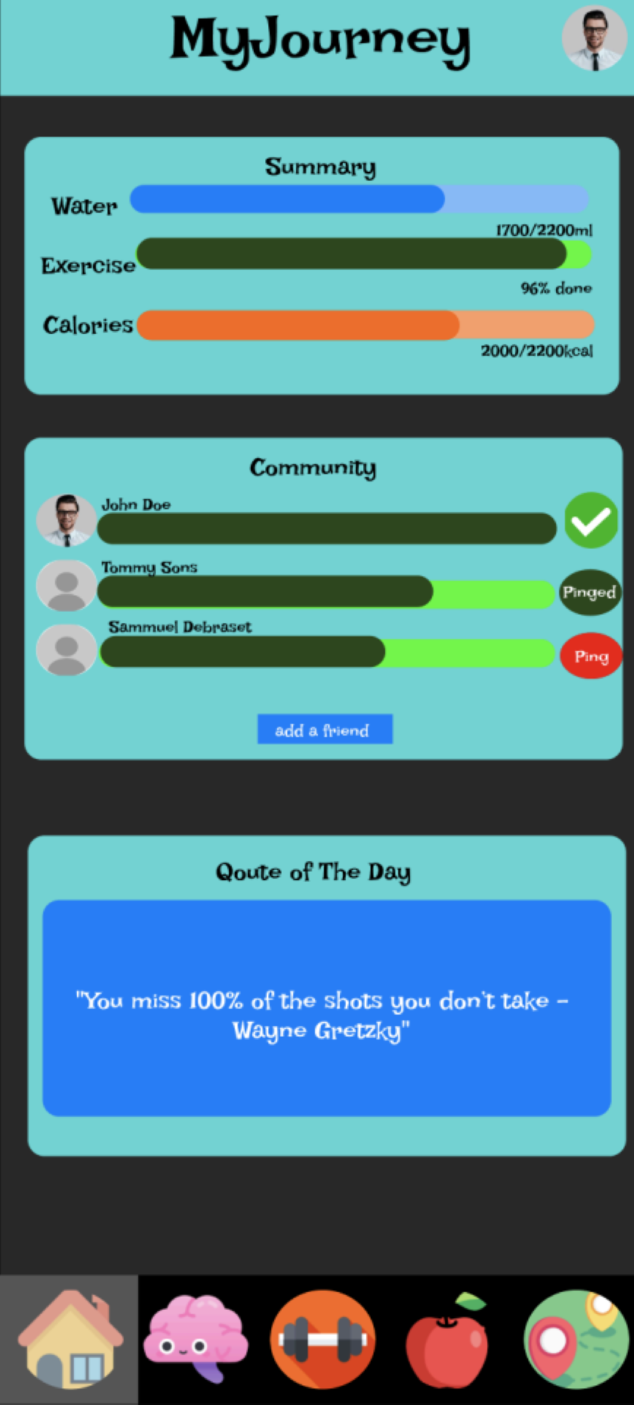 MyJourney
Summary
Water
1700/2200ml
Exercise
96% done
Calories
2000/2200kcal
Community
John Doe
Tommy Sons
Pinged
Sammuel Debraset
Ping
add a friend
Qoute of The Day
"You miss 100% of the shots you don't take -
Wayne Gretzky"